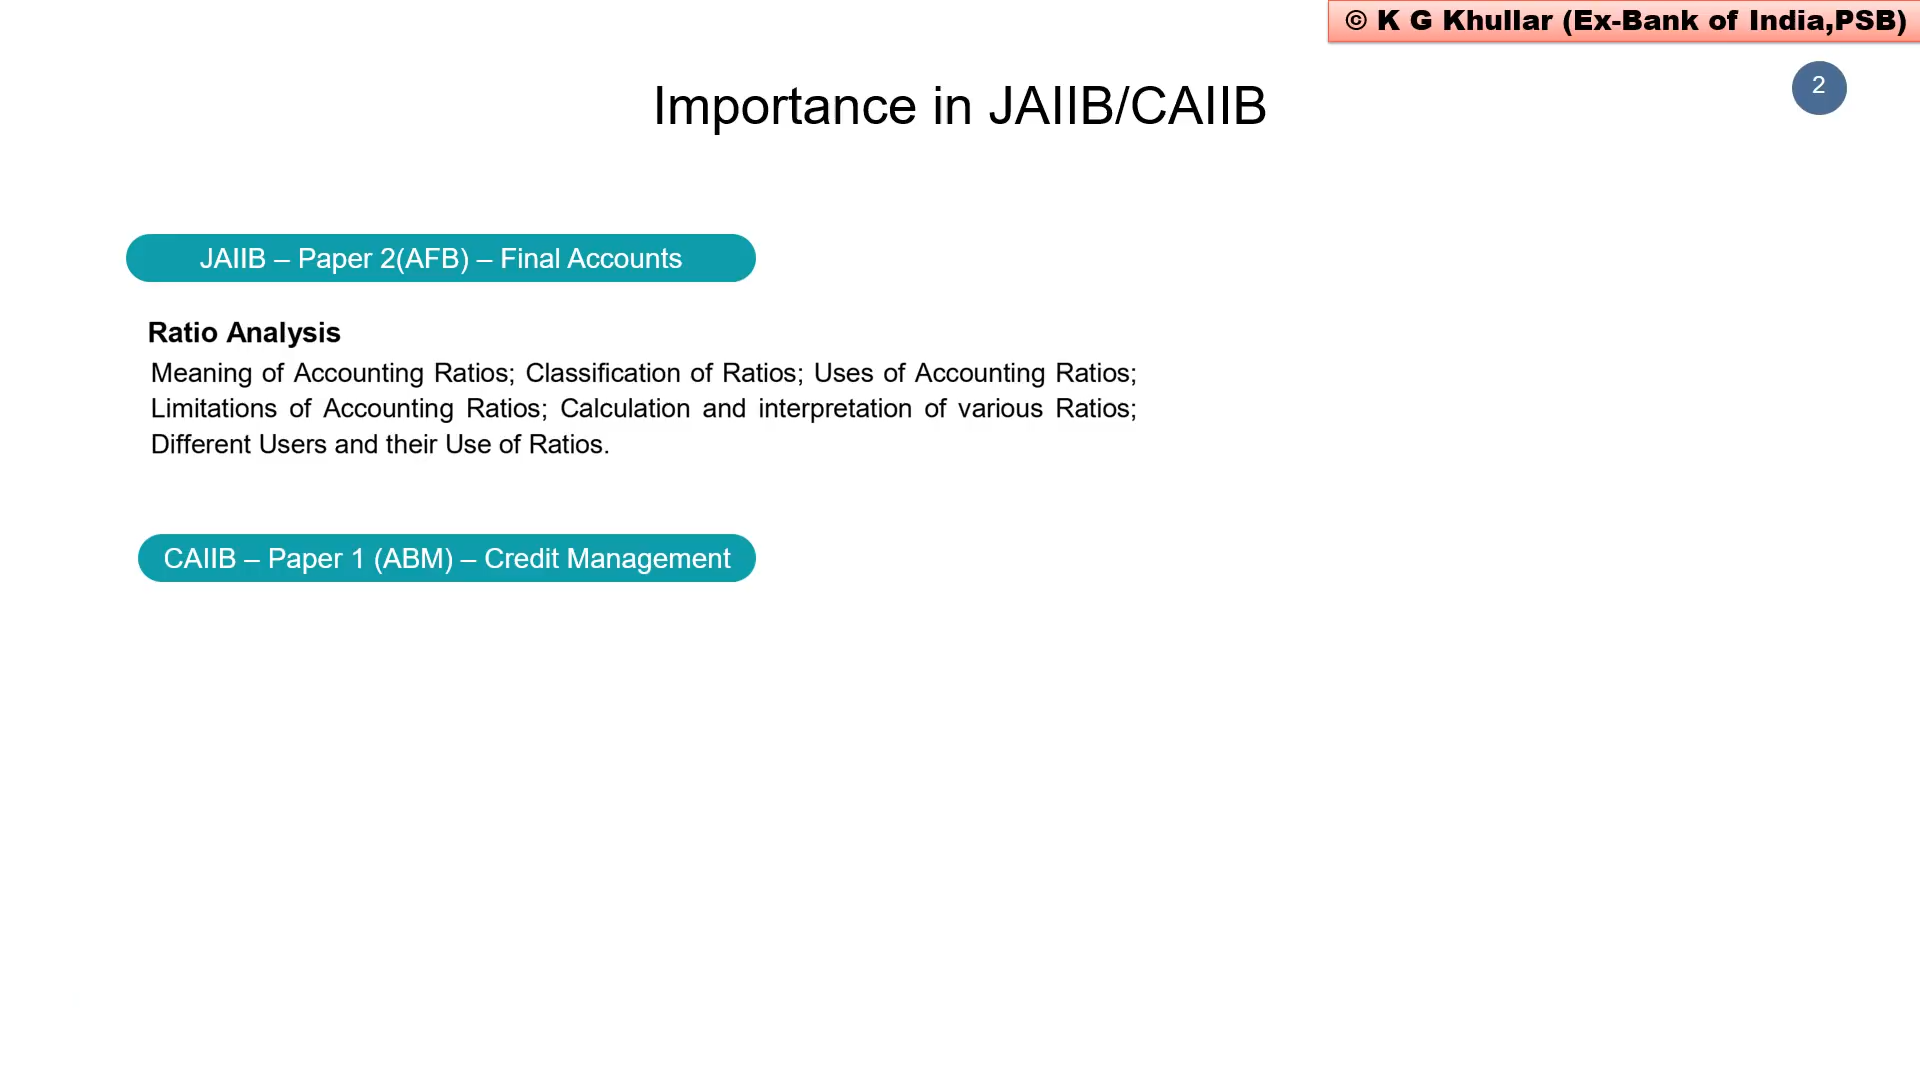 © K G Khullar (Ex-Bank of India,PSB)
Importance in JAIIB/CAIIB
2
JAIIB – Paper 2(AFB) – Final Accounts
Ratio Analysis
Meaning of Accounting Ratios; Classification of Ratios; Uses of Accounting Ratios;
Limitations of Accounting Ratios; Calculation and interpretation of various Ratios;
Different Users and their Use of Ratios.
CAIIB – Paper 1 (ABM) – Credit Management